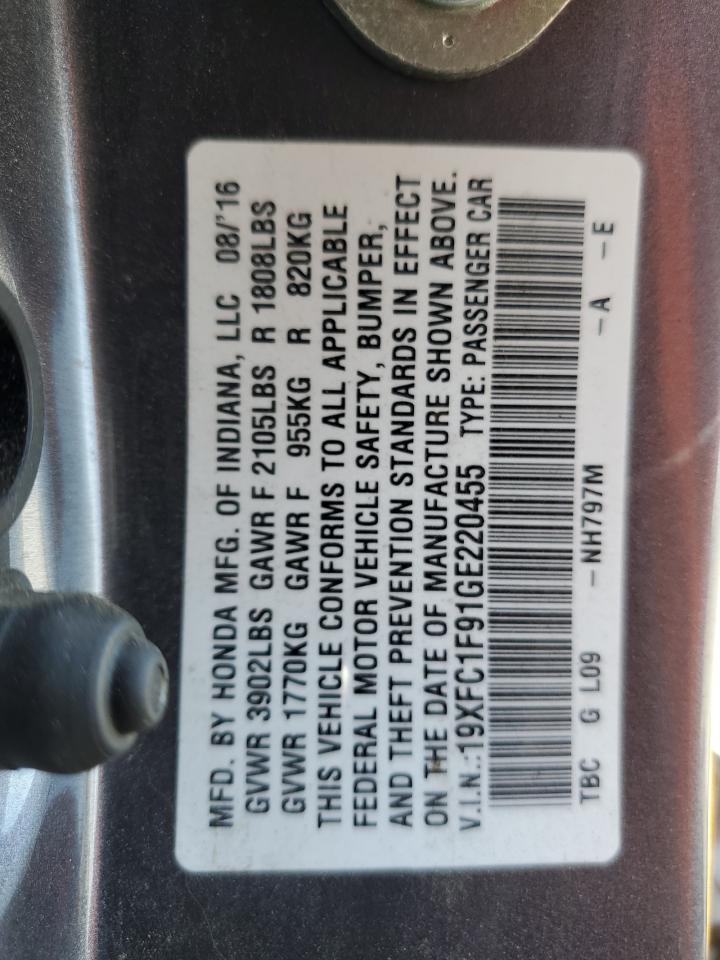 MFD. BY HONDA MFG. OF INDIANA, LLC 08/'16
GVWR 3902LBS GAWR F 2105LBS R 1808LBS
GVWR 1770KG GAWR F 955KG R 820KG
THIS VEHICLE CONFORMS TO ALL APPLICABLE
FEDERAL MOTOR VEHICLE SAFETY, BUMPER,
AND THEFT PREVENTION STANDARDS IN EFFECT
ON THE DATE OF MANUFACTURE SHOWN ABOVE.
V.I.N.:19XFC1F91GE220455 TYPE: PASSENGER CAR
TBC G L09 -NH797M -A -E